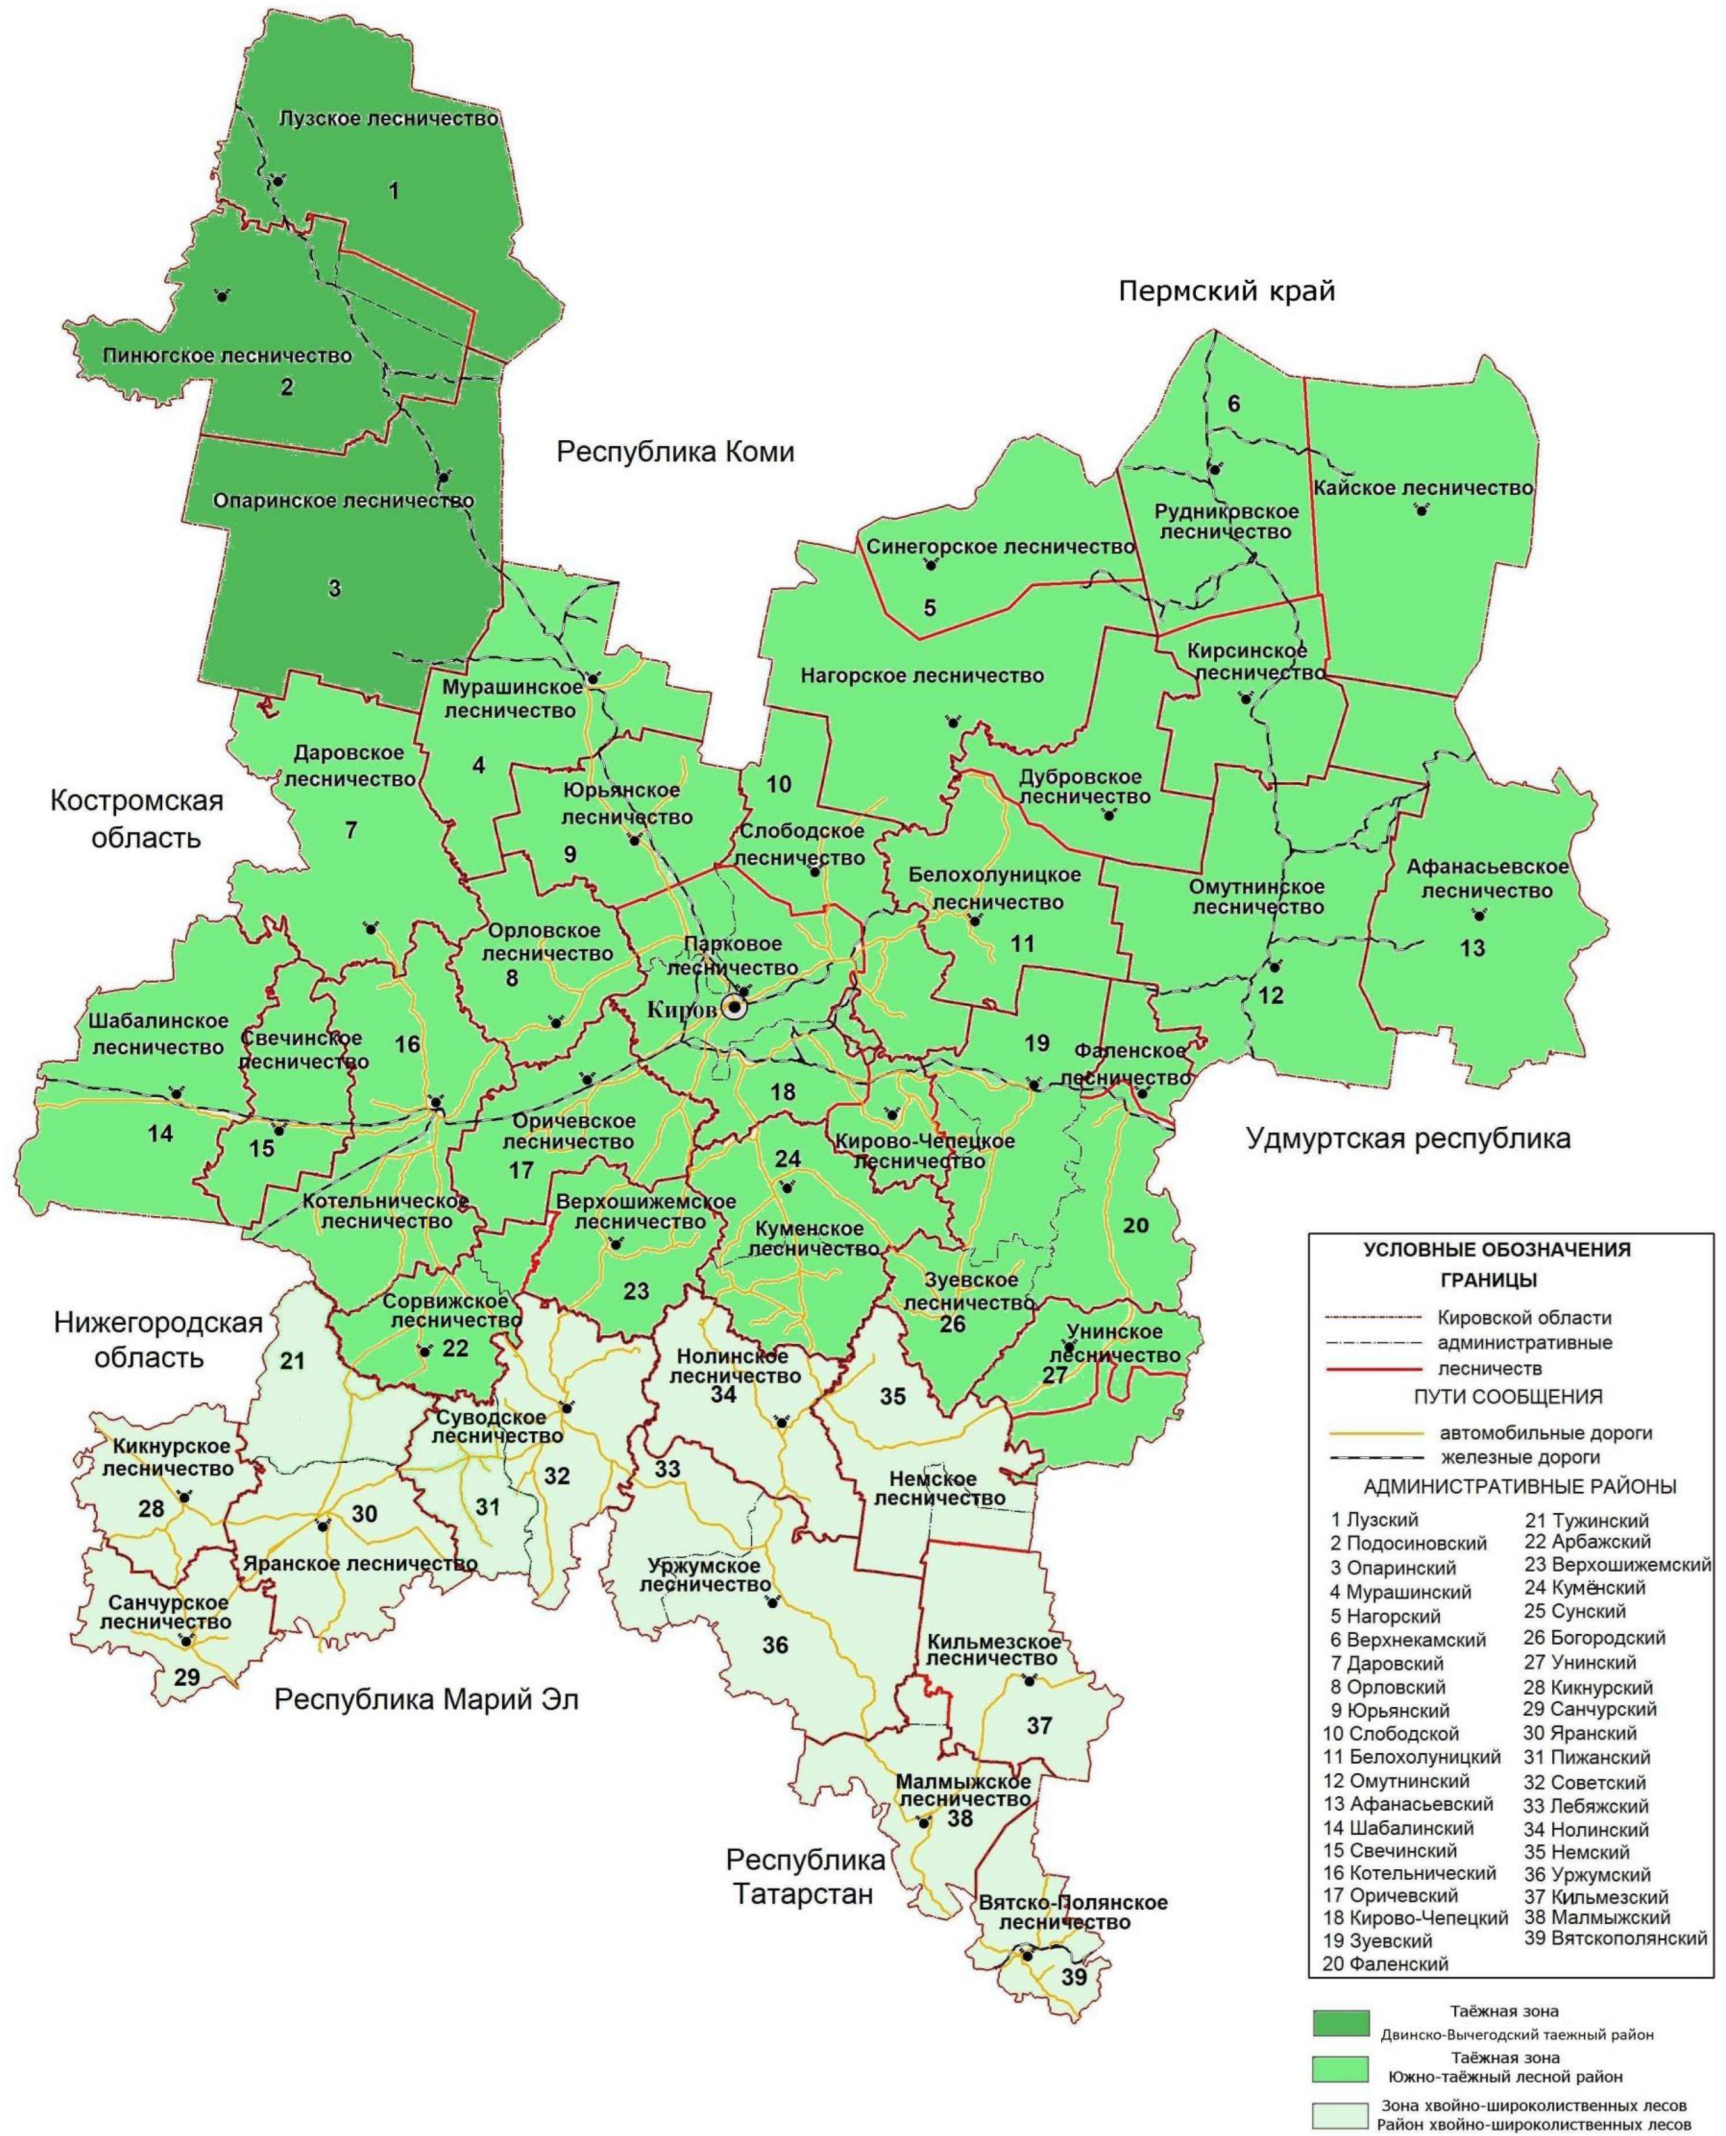 Лузское лесничество
1
Пермский край
Пинюгское лесничество
2
6
Республика Коми
Кайское лесничество
Опаринское лесничество
Рудниковское
лесничество
Синегорское лесничество
3
5
Кирсинское
лесничество
Нагорское лесничество
Мурашинское
лесничество
4
Даровское
лесничество
7
10
Дубровское
лесничество
Юрьянское
лесничество
9
Костромская
область
Слободское
лесничество
Белохолуницкое
лесничество
11
Омутнинское
лесничество
12
Афанасьевское
лесничество
13
Орловское
лесничество
8
Парковое
лесничество
Киров
Шабалинское
лесничество
14
Свечинское
лесничество
15
16
19
Фаленское
лесничество
18
Оричевское
лесничество
17
Кирово-Чепецкое
лесничество
Удмуртская республика
24
Котельническое
лесничество
Верхошижемское
лесничество
23
Куменское
лесничество
20
Зуевское
лесничество
26
Нижегородская
область
Сорвижское
лесничество
22
21
Унинское
лесничество
27
Нолинское
лесничество
34
35
Суводское
лесничество
32
31
33
Кикнурское
лесничество
28
Немское
лесничество
30
Яранское лесничество
Уржумское
лесничество
36
Санчурское
лесничество
29
Республика Марий Эл
Кильмезское
лесничество
37
Малмыжское
лесничество
38
Республика
Татарстан
Вятско-Полянское
лесничество
39
УСЛОВНЫЕ ОБОЗНАЧЕНИЯ
ГРАНИЦЫ
Кировской области
административные
лесничеств
ПУТИ СООБЩЕНИЯ
автомобильные дороги
железные дороги
АДМИНИСТРАТИВНЫЕ РАЙОНЫ
1 Лузский
2 Подосиновский
3 Опаринский
4 Мурашинский
5 Нагорский
6 Верхнекамский
7 Даровский
8 Орловский
9 Юрьянский
10 Слободской
11 Белохолуницкий
12 Омутнинский
13 Афанасьевский
14 Шабалинский
15 Свечинский
16 Котельнический
17 Оричевский
18 Кирово-Чепецкий
19 Зуевский
20 Фаленский
21 Тужинский
22 Арбажский
23 Верхошижемский
24 Кумёнский
25 Сунский
26 Богородский
27 Унинский
28 Кикнурский
29 Санчурский
30 Яранский
31 Пижанский
32 Советский
33 Лебяжский
34 Нолинский
35 Немский
36 Уржумский
37 Кильмезский
38 Малмыжский
39 Вятскополянский
Таёжная зона
Двинско-Вычегодский таежный район
Таёжная зона
Южно-таёжный лесной район
Зона хвойно-широколиственных лесов
Район хвойно-широколиственных лесов